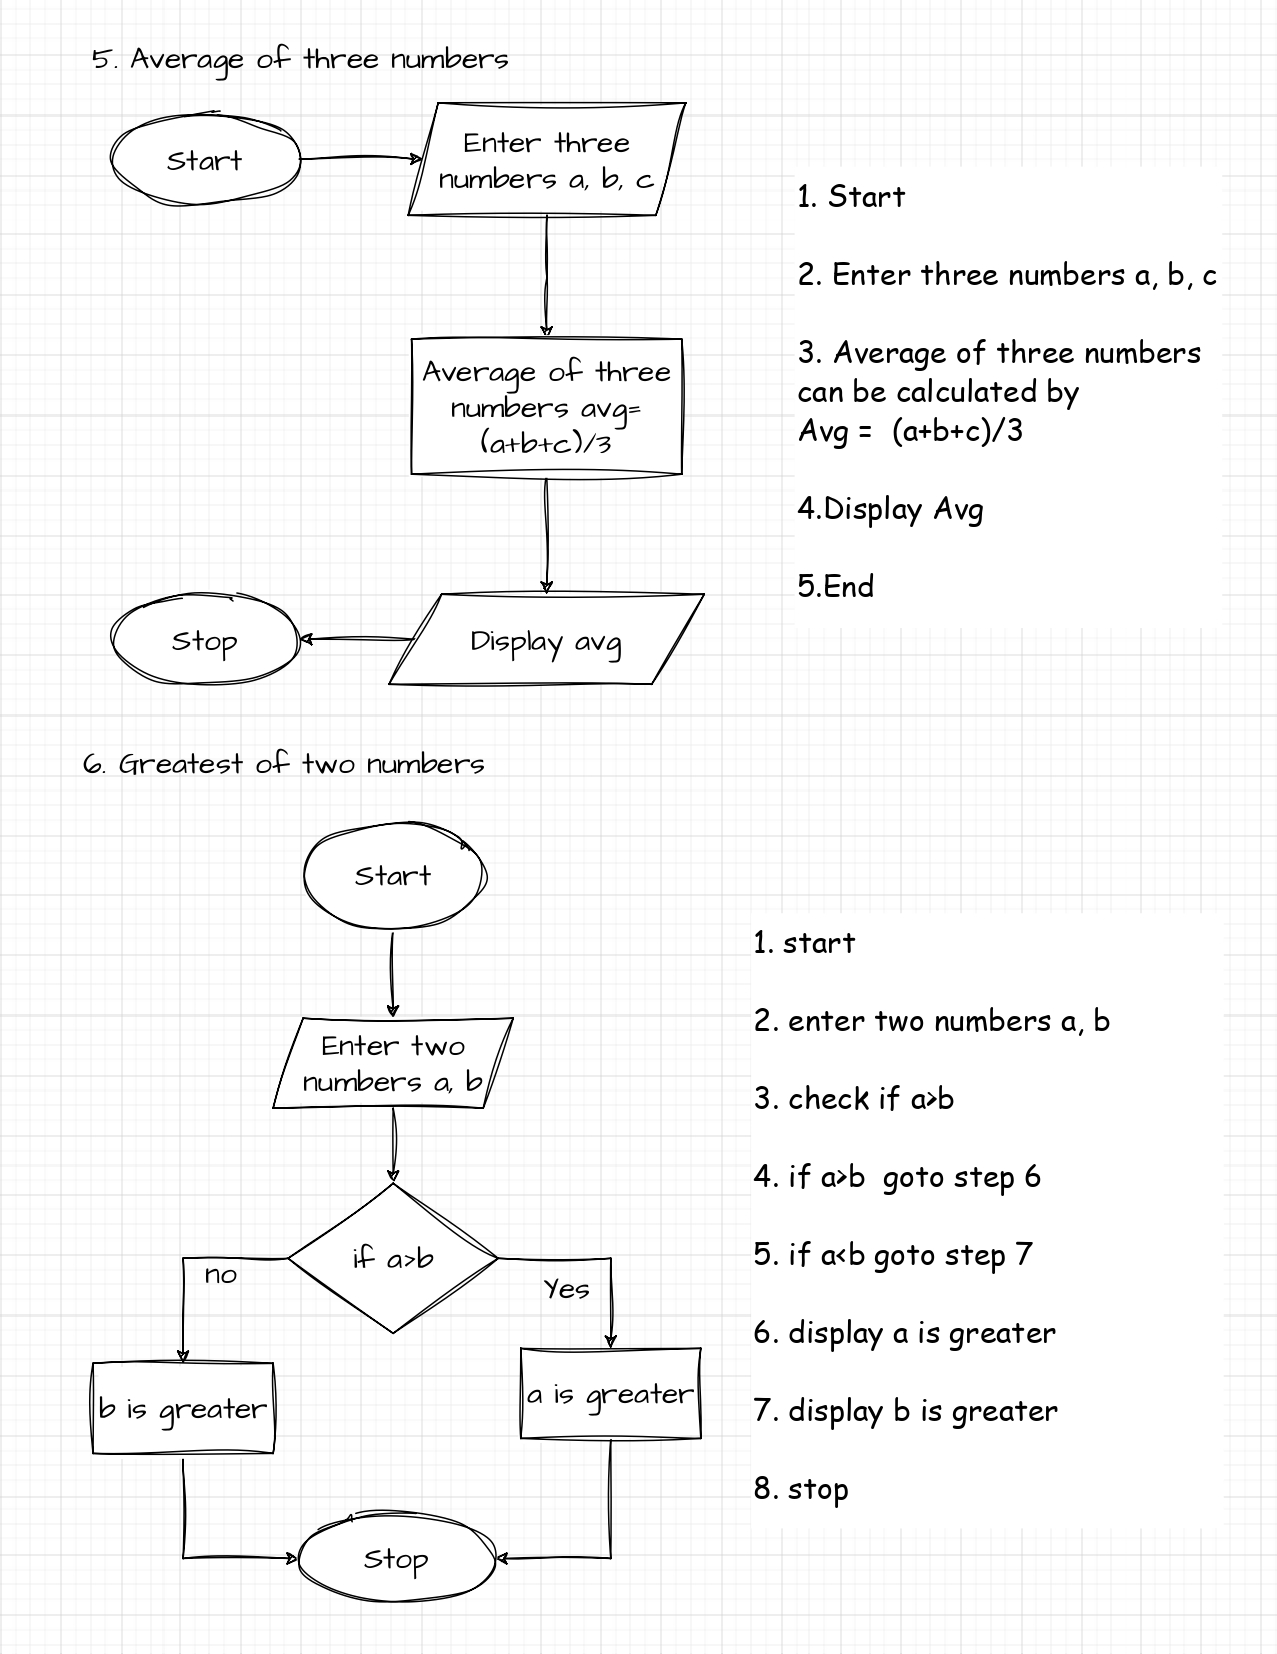 5. Average of three numbers
Start
Enter three
numbers a, b, c
Average of three
numbers avg=
(a+b+c)/3
Display avg
Stop
1. Start
2. Enter three numbers a, b, c
3. Average of three numbers
can be calculated by
Avg =  (a+b+c)/3
4.Display Avg
5.End
6. Greatest of two numbers
Start
Enter two
numbers a, b
if a>b
no
Yes
b is greater
a is greater
Stop
1. start
2. enter two numbers a, b
3. check if a>b
4. if a>b  goto step 6
5. if a<b goto step 7
6. display a is greater
7. display b is greater
8. stop